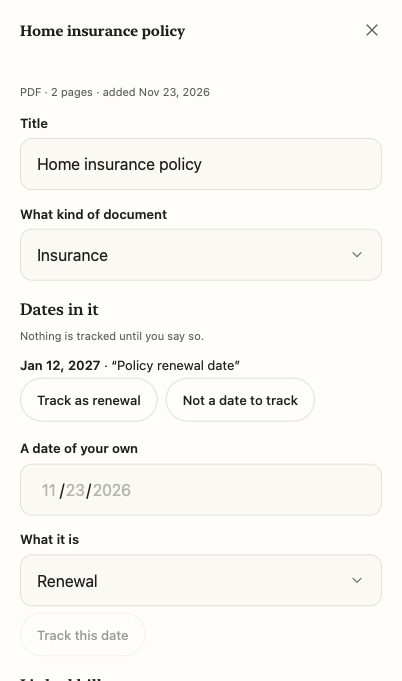 Home insurance policy
PDF · 2 pages · added Nov 23, 2026
Title
Home insurance policy
What kind of document
Insurance
Dates in it
Nothing is tracked until you say so.
Jan 12, 2027 · “Policy renewal date”
Track as renewal Not a date to track
A date of your own
11/23/2026
What it is
Renewal
Track this date